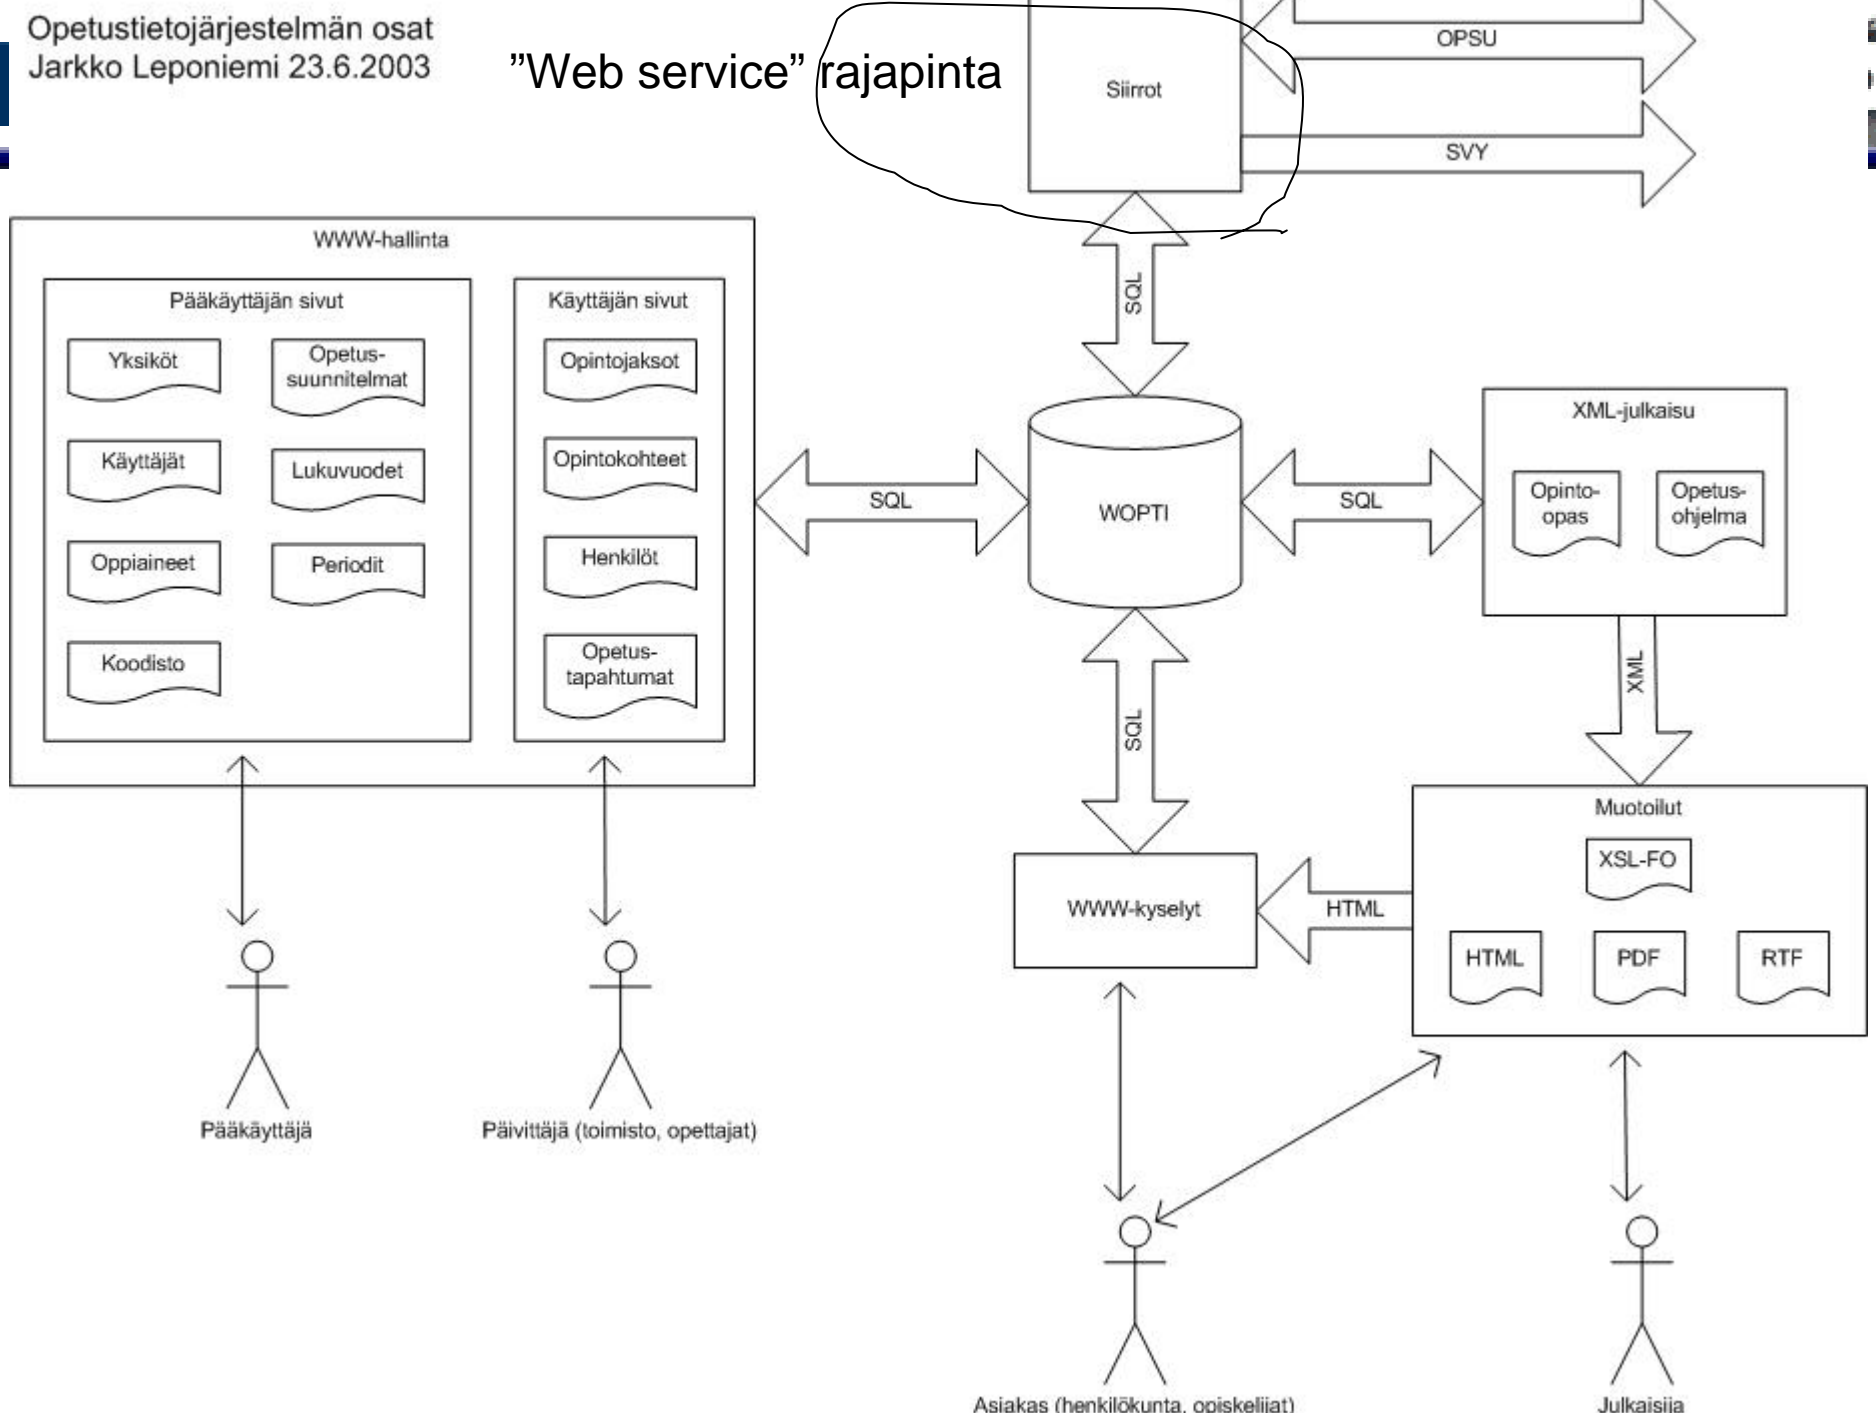 Opetustietojärjestelmän osat
Jarkko Leponiemi 23.6.2003
”Web service” rajapinta
Siirrot
OPSU
SVY
SQL
WWW-hallinta
Pääkäyttäjän sivut
Yksiköt
Opetus-
suunnitelmat
Käyttäjät
Lukuvuodet
Oppiaineet
Periodit
Koodisto
Käyttäjän sivut
Opintojaksot
Opintokohteet
Henkilöt
Opetus-
tapahtumat
SQL
WOPTI
SQL
XML-julkaisu
Opinto-
opas
Opetus-
ohjelma
SQL
XML
Muotoilut
XSL-FO
HTML
PDF
RTF
WWW-kyselyt
HTML
Pääkäyttäjä
Päivittäjä (toimisto, opettajat)
Asiakas (henkilökunta, opiskelijat)
Julkaisija